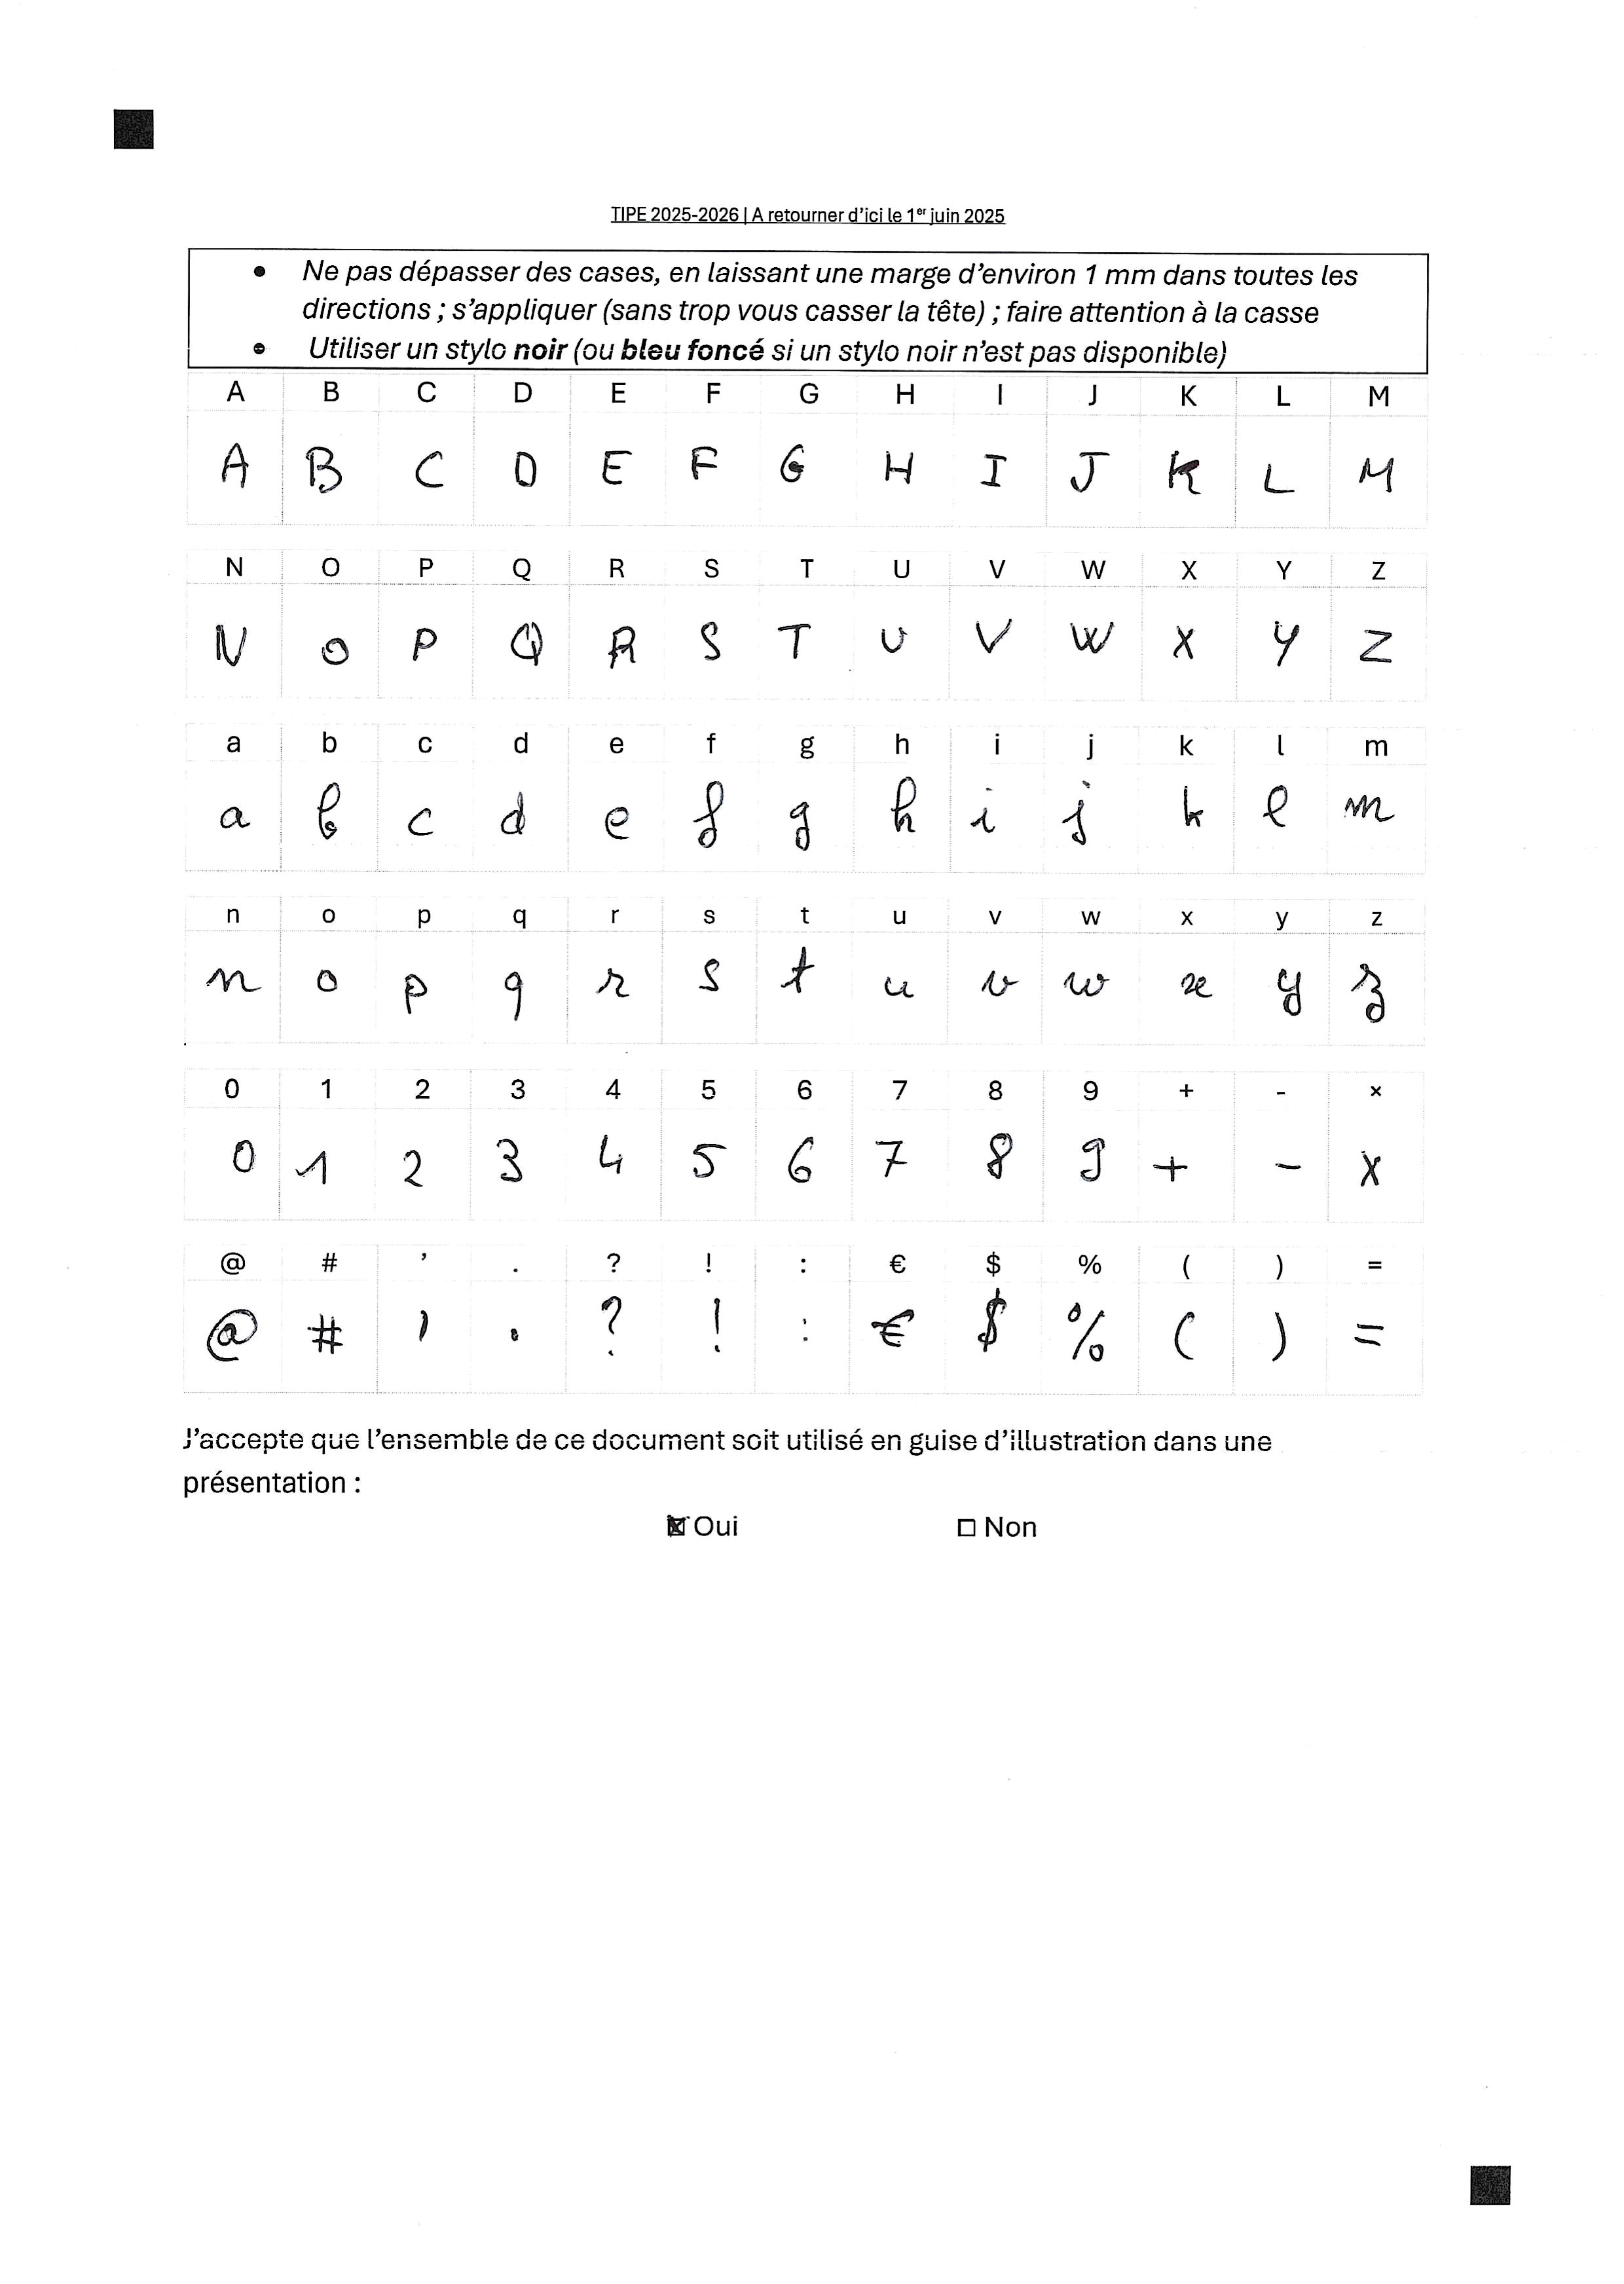 TIPE 2025-2026 | A retourner d'ici le 1er juin 2025
• Ne pas dépasser des cases, en laissant une marge d'environ 1 mm dans toutes les
directions ; s'appliquer (sans trop vous casser la tête) ; faire attention à la casse
• Utiliser un stylo noir (ou bleu foncé si un stylo noir n'est pas disponible)
A B C D E F G H I J K L M
A B C D E F G H I J K L M
N O P Q R S T U V W X Y Z
N O P Q R S T U V W X Y Z
a b c d e f g h i j k l m
a b c d e f g h i j k l m
n o p q r s t u v w x y z
n o p q r s t u v w x y z
0 1 2 3 4 5 6 7 8 9 + - ×
0 1 2 3 4 5 6 7 8 9 + - ×
@ # ’ . ? ! : € $ % ( ) =
@ # ’ . ? ! : € $ % ( ) =
J'accepte que l'ensemble de ce document soit utilisé en guise d'illustration dans une
présentation :
☒ Oui ☐ Non